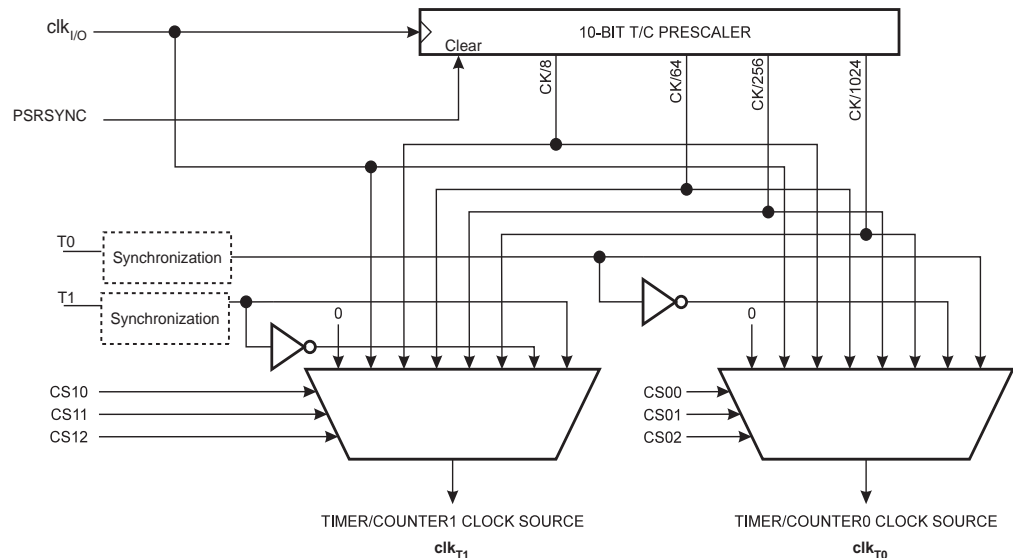 clkI/O
10-BIT T/C PRESCALER
Clear
CK/8
CK/64
CK/256
CK/1024
PSRSYNC
T0
Synchronization
T1
Synchronization
0
0
CS10
CS11
CS12
CS00
CS01
CS02
TIMER/COUNTER1 CLOCK SOURCE
clkT1
TIMER/COUNTER0 CLOCK SOURCE
clkT0